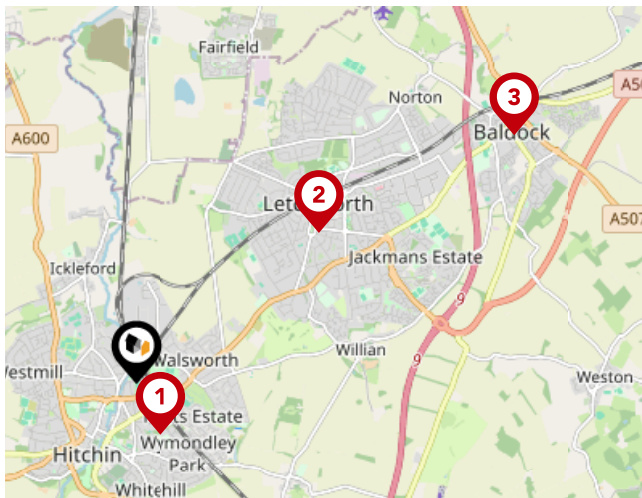 Fairfield
Norton
3
A50
Baldock
A600
2
Letchworth
A507
Ickleford
Jackmans Estate
9
Willian
9
Walsworth
Westmill
Weston
1
Estate
Wymondley
Park
Hitchin
Whitehill